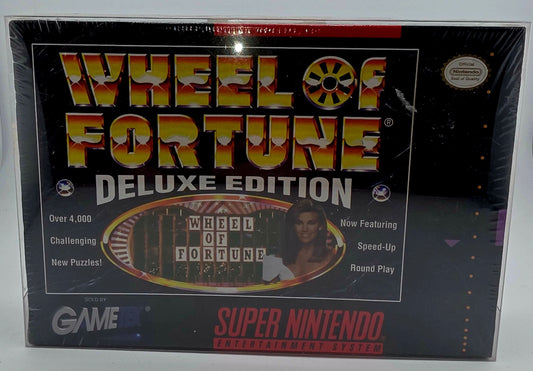 Official
Nintendo
Seal of Quality
WHEEL OF
FORTUNE®
DELUXE EDITION
Over 4,000
Challenging
New Puzzles!
WHEEL
OF
FORTUNE
Now Featuring
Speed-Up
Round Play
SOLD BY
GAMETEK
SUPER NINTENDO
ENTERTAINMENT SYSTEM